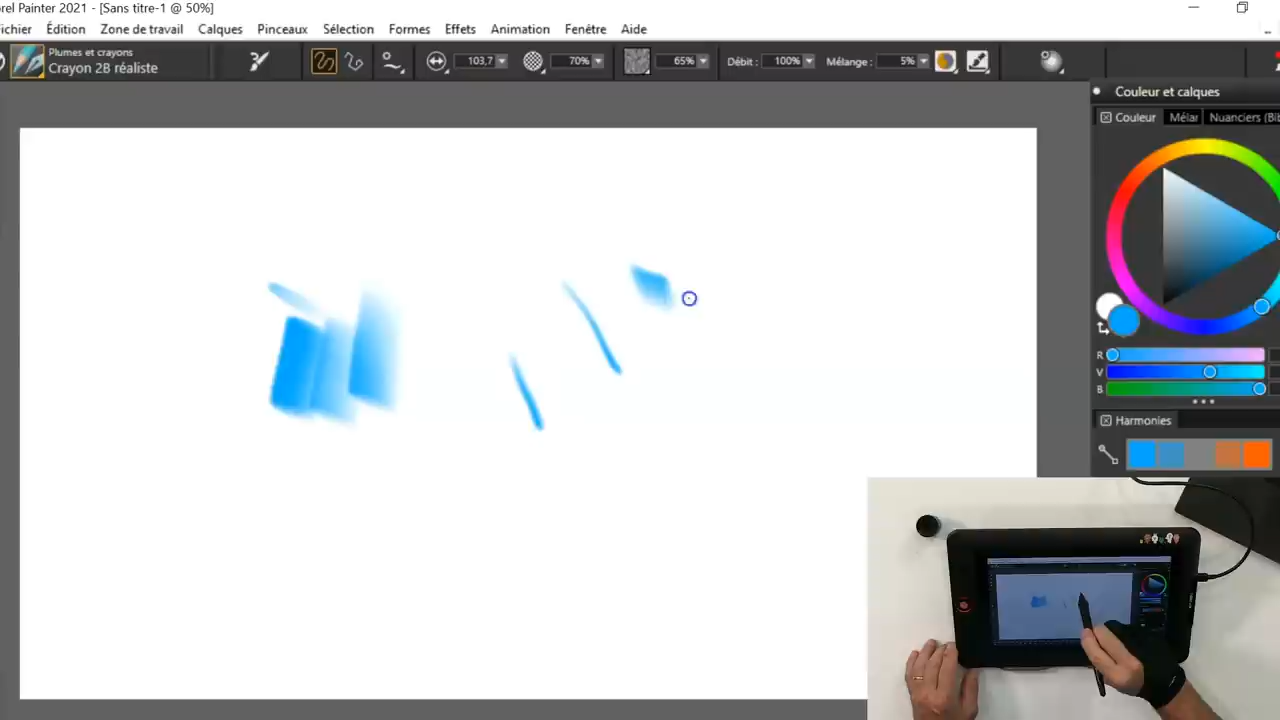 orel Painter 2021 - [Sans titre-1 @ 50%]
ichier Édition Zone de travail Calques Pinceaux Sélection Formes Effets Animation Fenêtre Aide
Plumes et crayons
Crayon 2B réaliste
103,7 70% 65% Débit : 100% Mélange : 5%
Couleur et calques
Couleur Mélar Nuanciers (Bib
R
V
B
Harmonies